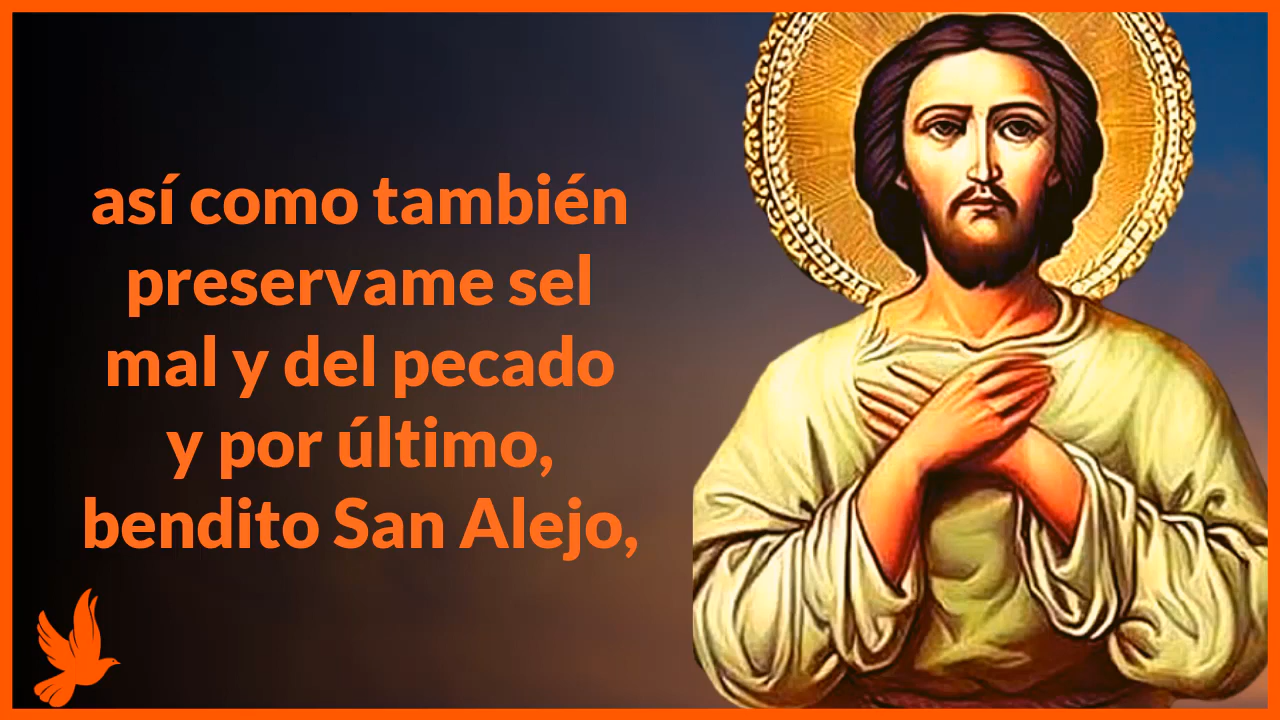 así como también
preservame sel
mal y del pecado
y por último,
bendito San Alejo,